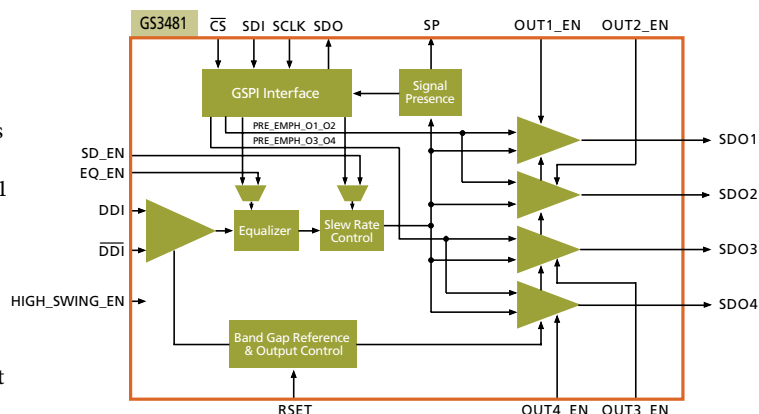 GS3481
CS SDI SCLK SDO SP OUT1_EN OUT2_EN
GSPI Interface
Signal
Presence
PRE_EMPH_O1_O2
PRE_EMPH_O3_O4
s
SD_EN
EQ_EN
l
DDI
DDI
HIGH_SWING_EN
Equalizer
Slew Rate
Control
SDO1
SDO2
SDO3
SDO4
Band Gap Reference
& Output Control
t
RSET OUT4_EN OUT3_EN